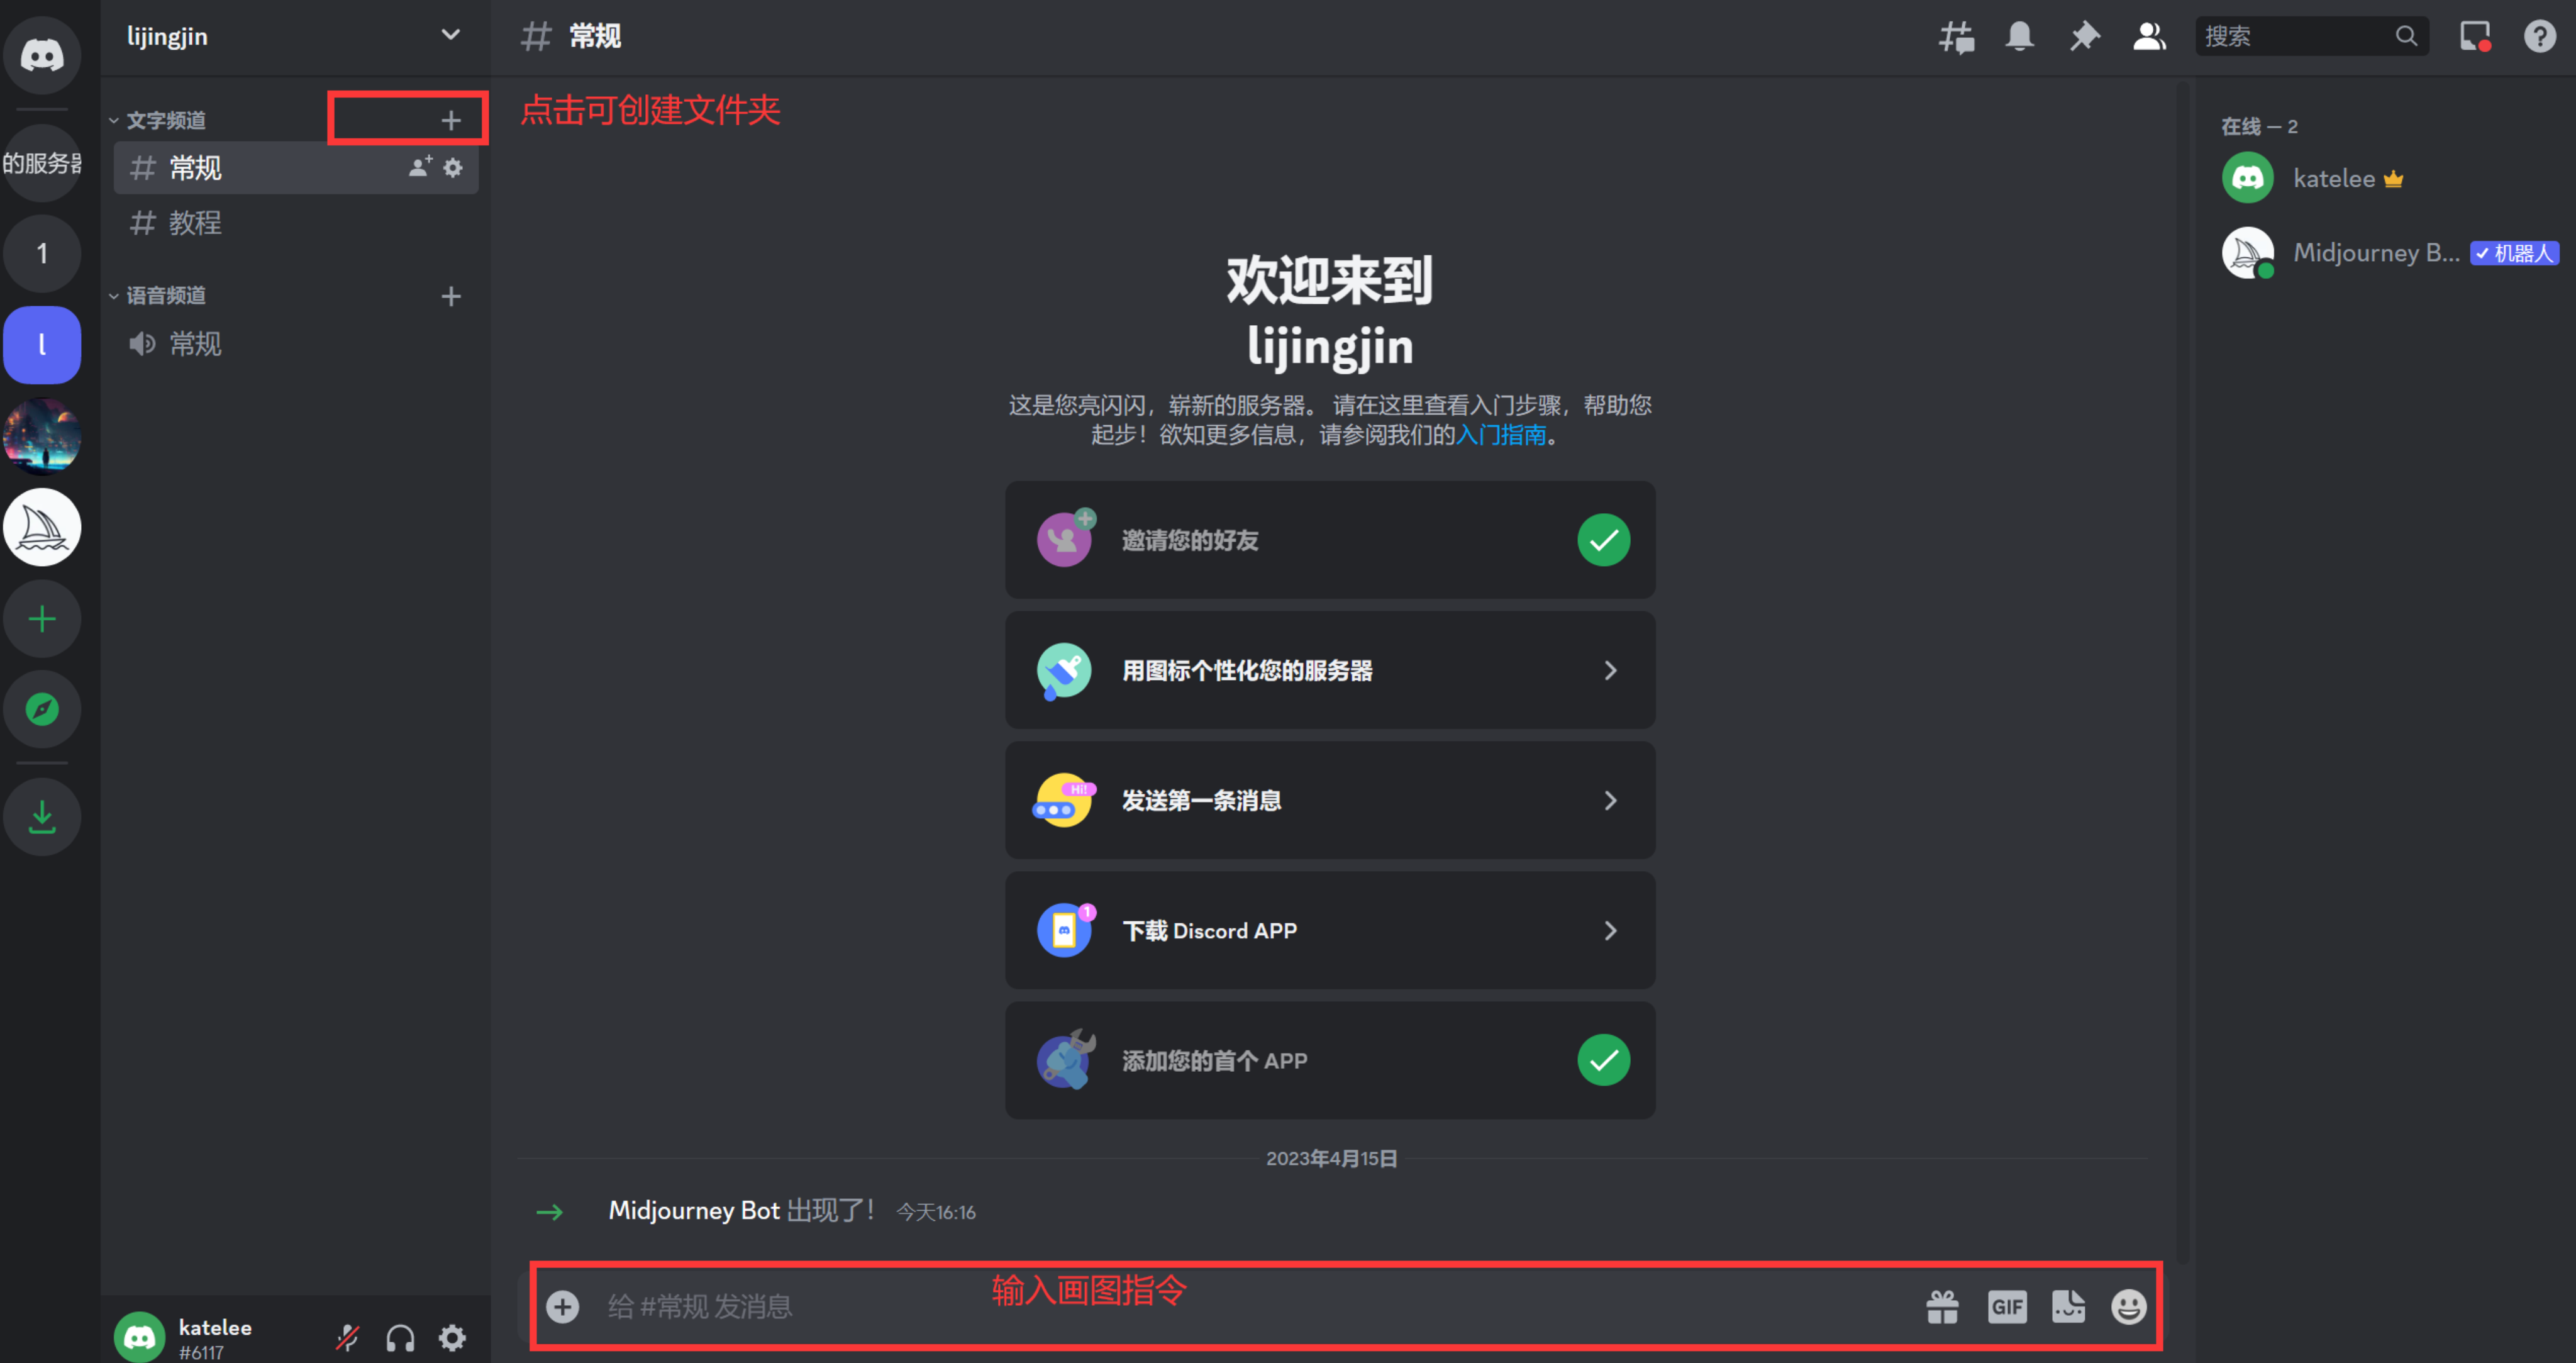 lijingjin
常规
搜索
文字频道
点击可创建文件夹
的服务器
常规
1
教程
语音频道
l
常规
在线 — 2
katelee
Midjourney B... 机器人
欢迎来到
lijingjin
这是您亮闪闪，崭新的服务器。 请在这里查看入门步骤，帮助您
起步！欲知更多信息，请参阅我们的入门指南。
邀请您的好友
用图标个性化您的服务器
Hi!
发送第一条消息
1
下载 Discord APP
添加您的首个 APP
2023年4月15日
Midjourney Bot 出现了！ 今天16:16
输入画图指令
给 #常规 发消息
GIF
katelee
#6117